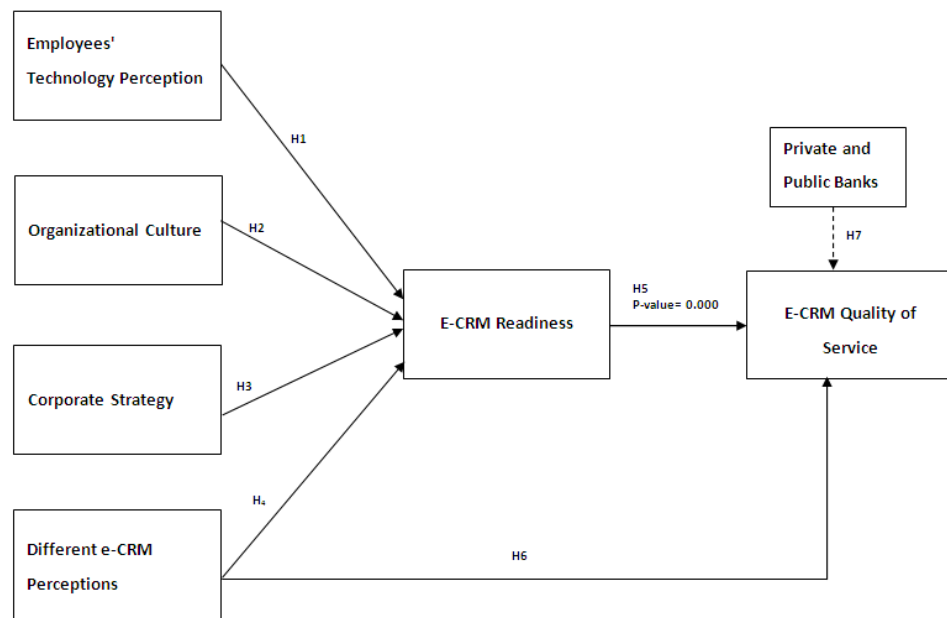 Employees'
Technology Perception
H1
Private and
Public Banks
Organizational Culture
H2
H7
H5
P-value= 0.000
E-CRM Readiness
E-CRM Quality of
Service
H3
Corporate Strategy
H₄
Different e-CRM
Perceptions
H6